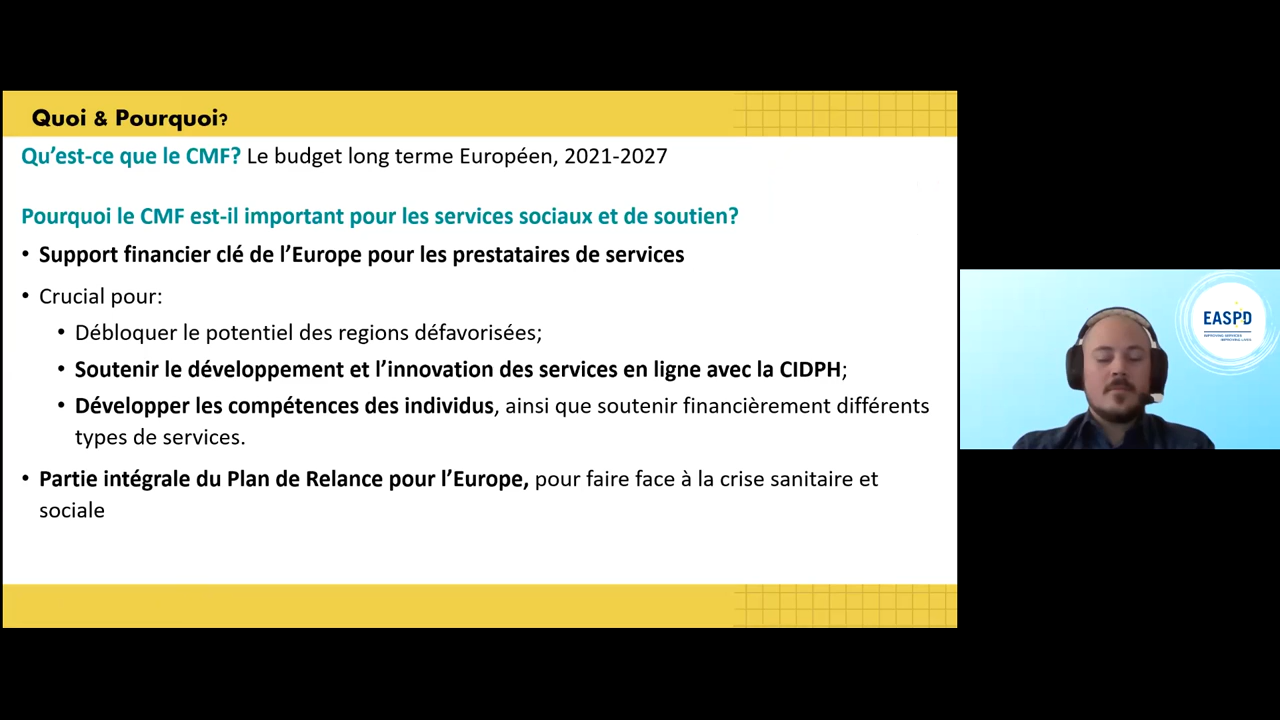 Quoi & Pourquoi?
Qu’est-ce que le CMF? Le budget long terme Européen, 2021-2027
Pourquoi le CMF est-il important pour les services sociaux et de soutien?
• Support financier clé de l’Europe pour les prestataires de services
• Crucial pour:
• Débloquer le potentiel des regions défavorisées;
• Soutenir le développement et l’innovation des services en ligne avec la CIDPH;
• Développer les compétences des individus, ainsi que soutenir financièrement différents
types de services.
• Partie intégrale du Plan de Relance pour l’Europe, pour faire face à la crise sanitaire et
sociale
EASPD
IMPROVING SERVICES
IMPROVING LIVES